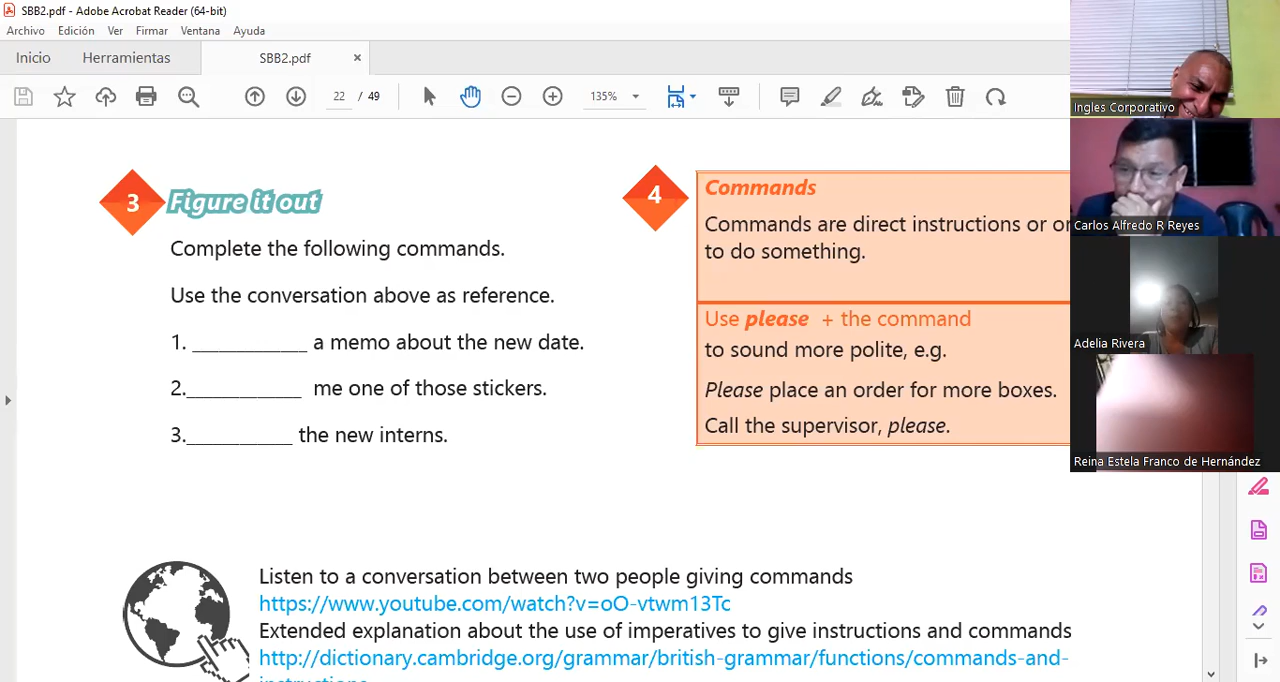 SBB2.pdf - Adobe Acrobat Reader (64-bit)
Archivo Edición Ver Firmar Ventana Ayuda
Inicio Herramientas SBB2.pdf ×
22 / 49 135%
3 Figure it out
Complete the following commands.
Use the conversation above as reference.
1. ____________ a memo about the new date.
2.____________ me one of those stickers.
3.___________ the new interns.
4 Commands
Commands are direct instructions or or
to do something.
Use please + the command
to sound more polite, e.g.
Please place an order for more boxes.
Call the supervisor, please.
Listen to a conversation between two people giving commands
https://www.youtube.com/watch?v=oO-vtwm13Tc
Extended explanation about the use of imperatives to give instructions and commands
http://dictionary.cambridge.org/grammar/british-grammar/functions/commands-and-
instructions
Ingles Corporativo
Carlos Alfredo R Reyes
Adelia Rivera
Reina Estela Franco de Hernández